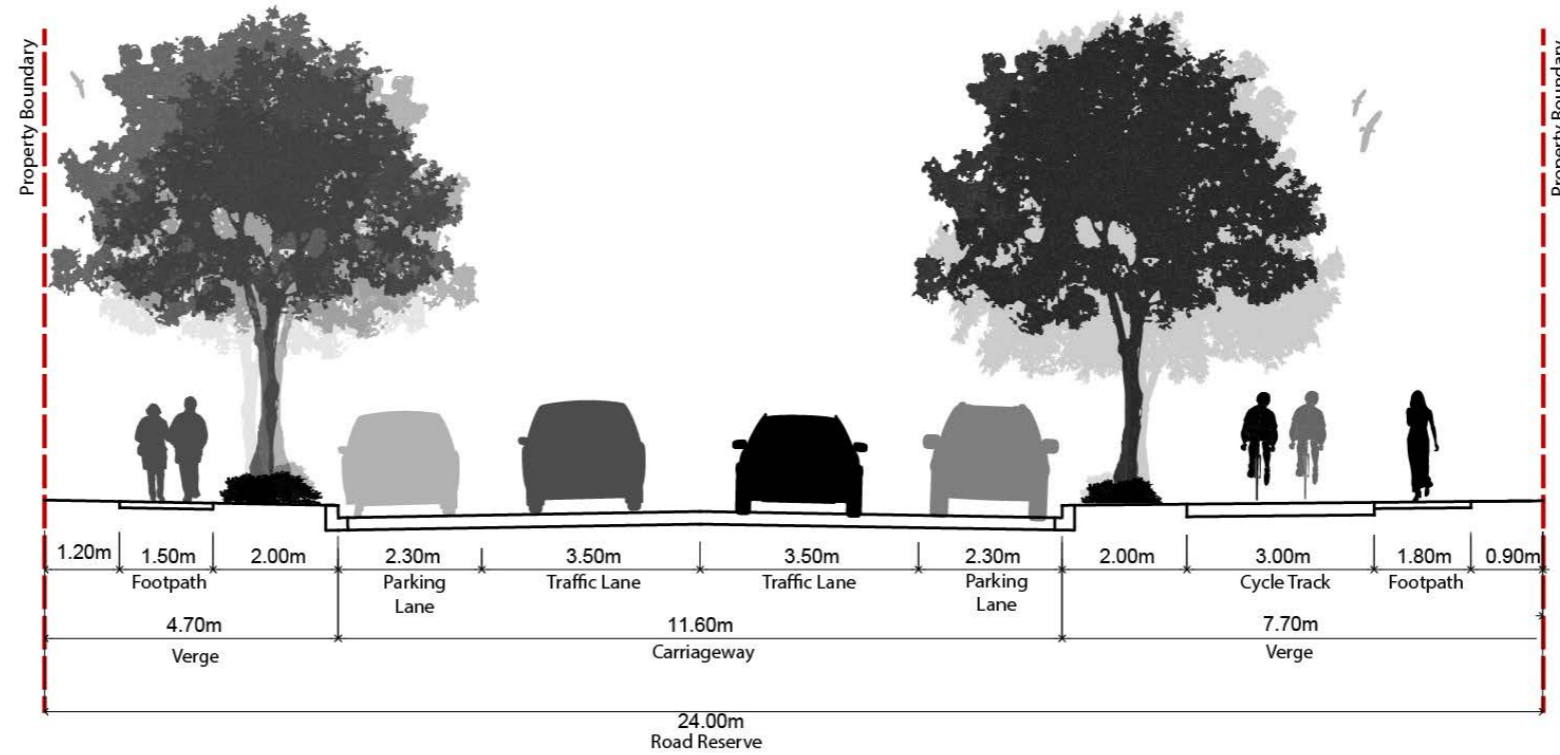 Property Boundary
Property Boundary
1.20m
1.50m
2.00m
2.30m
3.50m
3.50m
2.30m
2.00m
3.00m
1.80m
0.90m
Footpath
Parking
Lane
Traffic Lane
Traffic Lane
Parking
Lane
Cycle Track
Footpath
4.70m
11.60m
7.70m
Verge
Carriageway
Verge
24.00m
Road Reserve